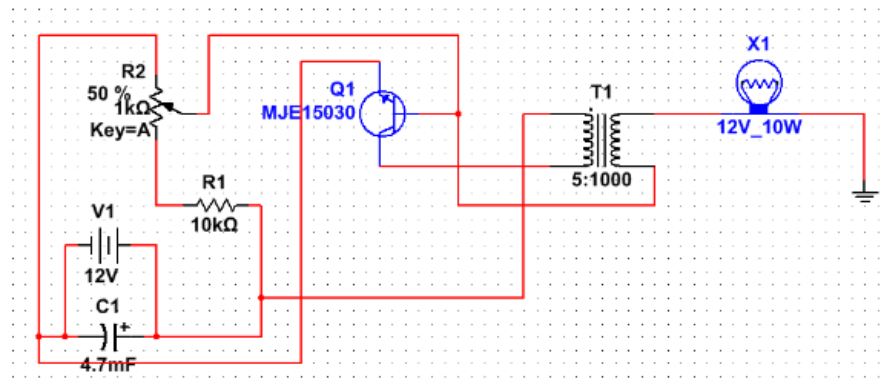 X1
R2
50 %
1kΩ
Key=A
Q1
MJE15030
T1
12V_10W
5:1000
R1
10kΩ
V1
12V
C1
+
4.7mF